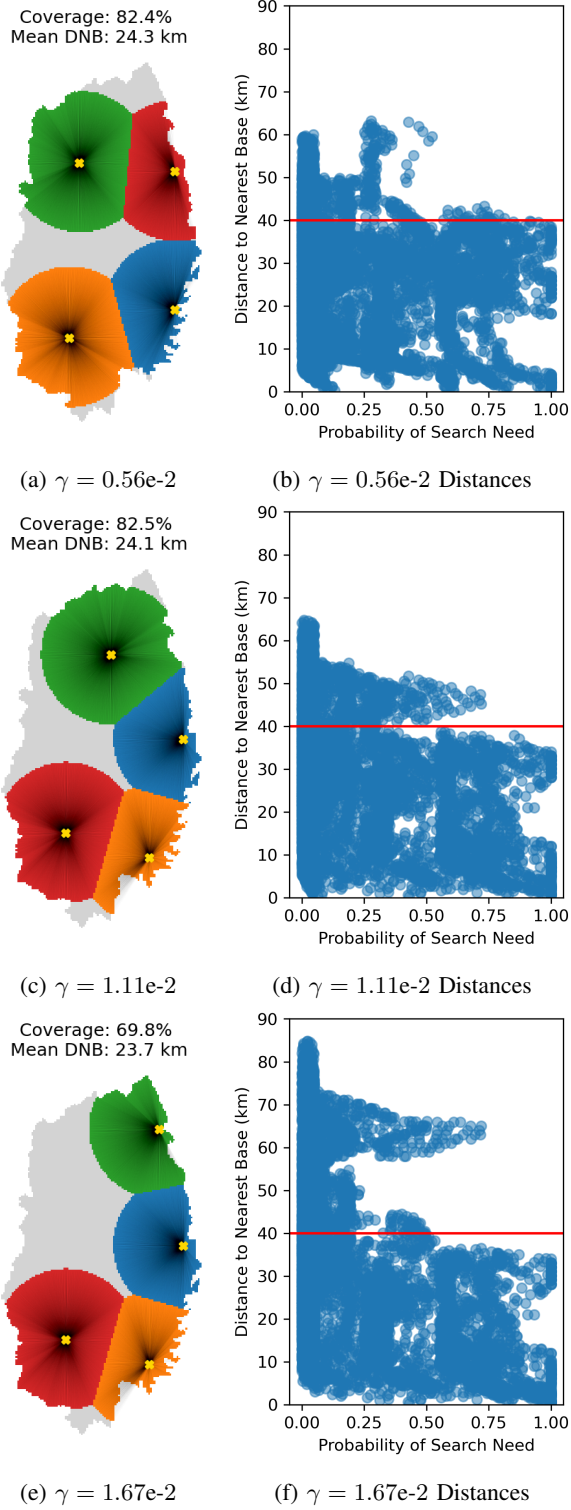 Coverage: 82.4%
Mean DNB: 24.3 km
90
80
70
60
50
40
30
20
10
0
Distance to Nearest Base (km)
0.00 0.25 0.50 0.75 1.00
Probability of Search Need
(a) γ = 0.56e-2
(b) γ = 0.56e-2 Distances
Coverage: 82.5%
Mean DNB: 24.1 km
90
80
70
60
50
40
30
20
10
0
Distance to Nearest Base (km)
0.00 0.25 0.50 0.75 1.00
Probability of Search Need
(c) γ = 1.11e-2
(d) γ = 1.11e-2 Distances
Coverage: 69.8%
Mean DNB: 23.7 km
90
80
70
60
50
40
30
20
10
0
Distance to Nearest Base (km)
0.00 0.25 0.50 0.75 1.00
Probability of Search Need
(e) γ = 1.67e-2
(f) γ = 1.67e-2 Distances